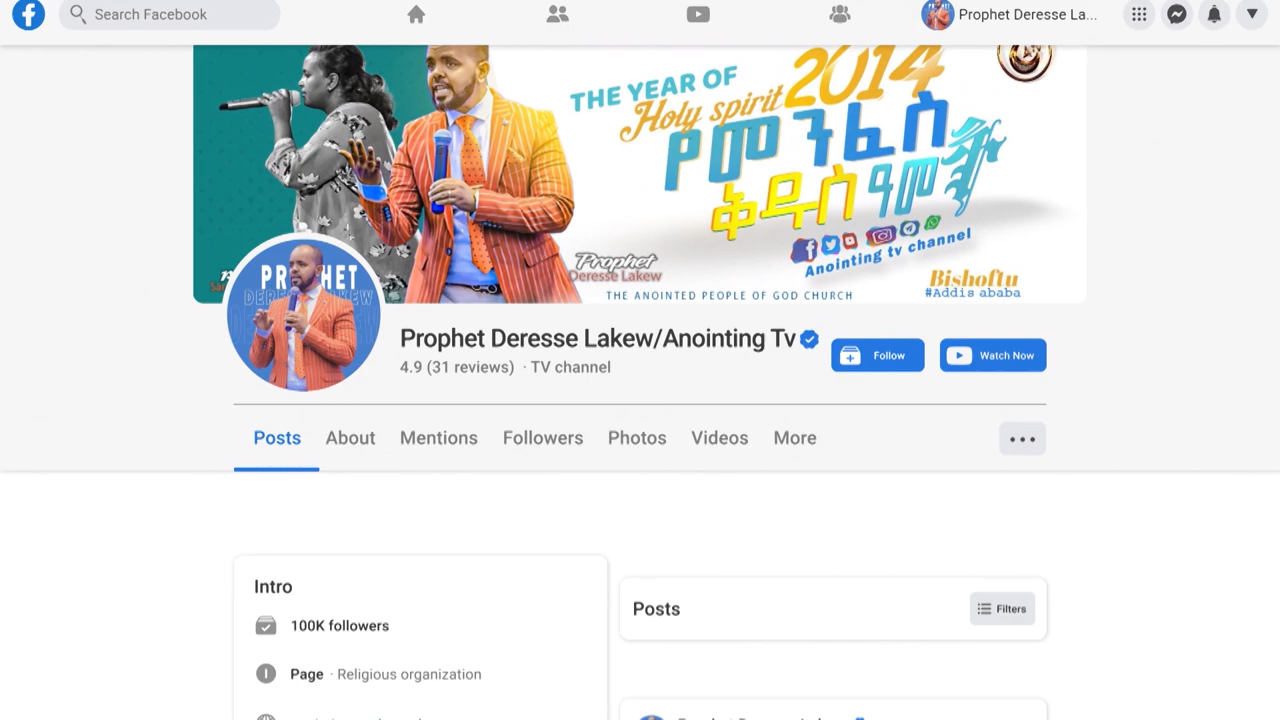 Search Facebook
Prophet Deresse La...
THE YEAR OF
2014
Holy spirit
የመንፈስ
ቅዱስ ዓመት
Anointing tv channel
Prophet
Deresse Lakew
Bishoftu
#Addis ababa
THE ANOINTED PEOPLE OF GOD CHURCH
Prophet Deresse Lakew/Anointing Tv
4.9 (31 reviews) · TV channel
Follow
Watch Now
Posts
About
Mentions
Followers
Photos
Videos
More
Intro
100K followers
Page · Religious organization
Posts
Filters